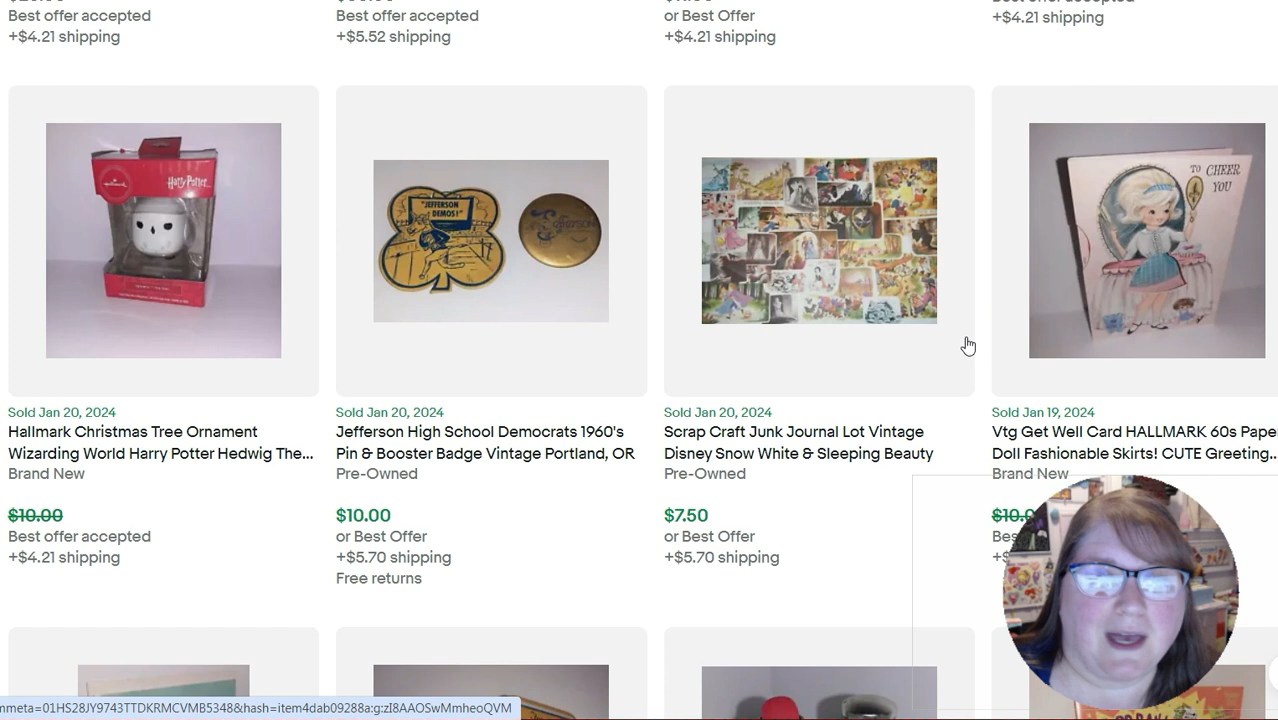 Best offer accepted
+$4.21 shipping
Best offer accepted
+$5.52 shipping
or Best Offer
+$4.21 shipping
+$4.21 shipping
Harry Potter
"JEFFERSON
DEMOS!"
Jefferson
TO CHEER
YOU
Sold Jan 20, 2024
Hallmark Christmas Tree Ornament
Wizarding World Harry Potter Hedwig The...
Brand New
$10.00
Best offer accepted
+$4.21 shipping
Sold Jan 20, 2024
Jefferson High School Democrats 1960's
Pin & Booster Badge Vintage Portland, OR
Pre-Owned
$10.00
or Best Offer
+$5.70 shipping
Free returns
Sold Jan 20, 2024
Scrap Craft Junk Journal Lot Vintage
Disney Snow White & Sleeping Beauty
Pre-Owned
$7.50
or Best Offer
+$5.70 shipping
Sold Jan 19, 2024
Vtg Get Well Card HALLMARK 60s Pape
Doll Fashionable Skirts! CUTE Greeting...
Brand New
$10.0
Bes
+$
nmeta=01HS28JY9743TTDKRMCVMB5348&hash=item4dab09288a:g:zI8AAOSwMmheoQVM